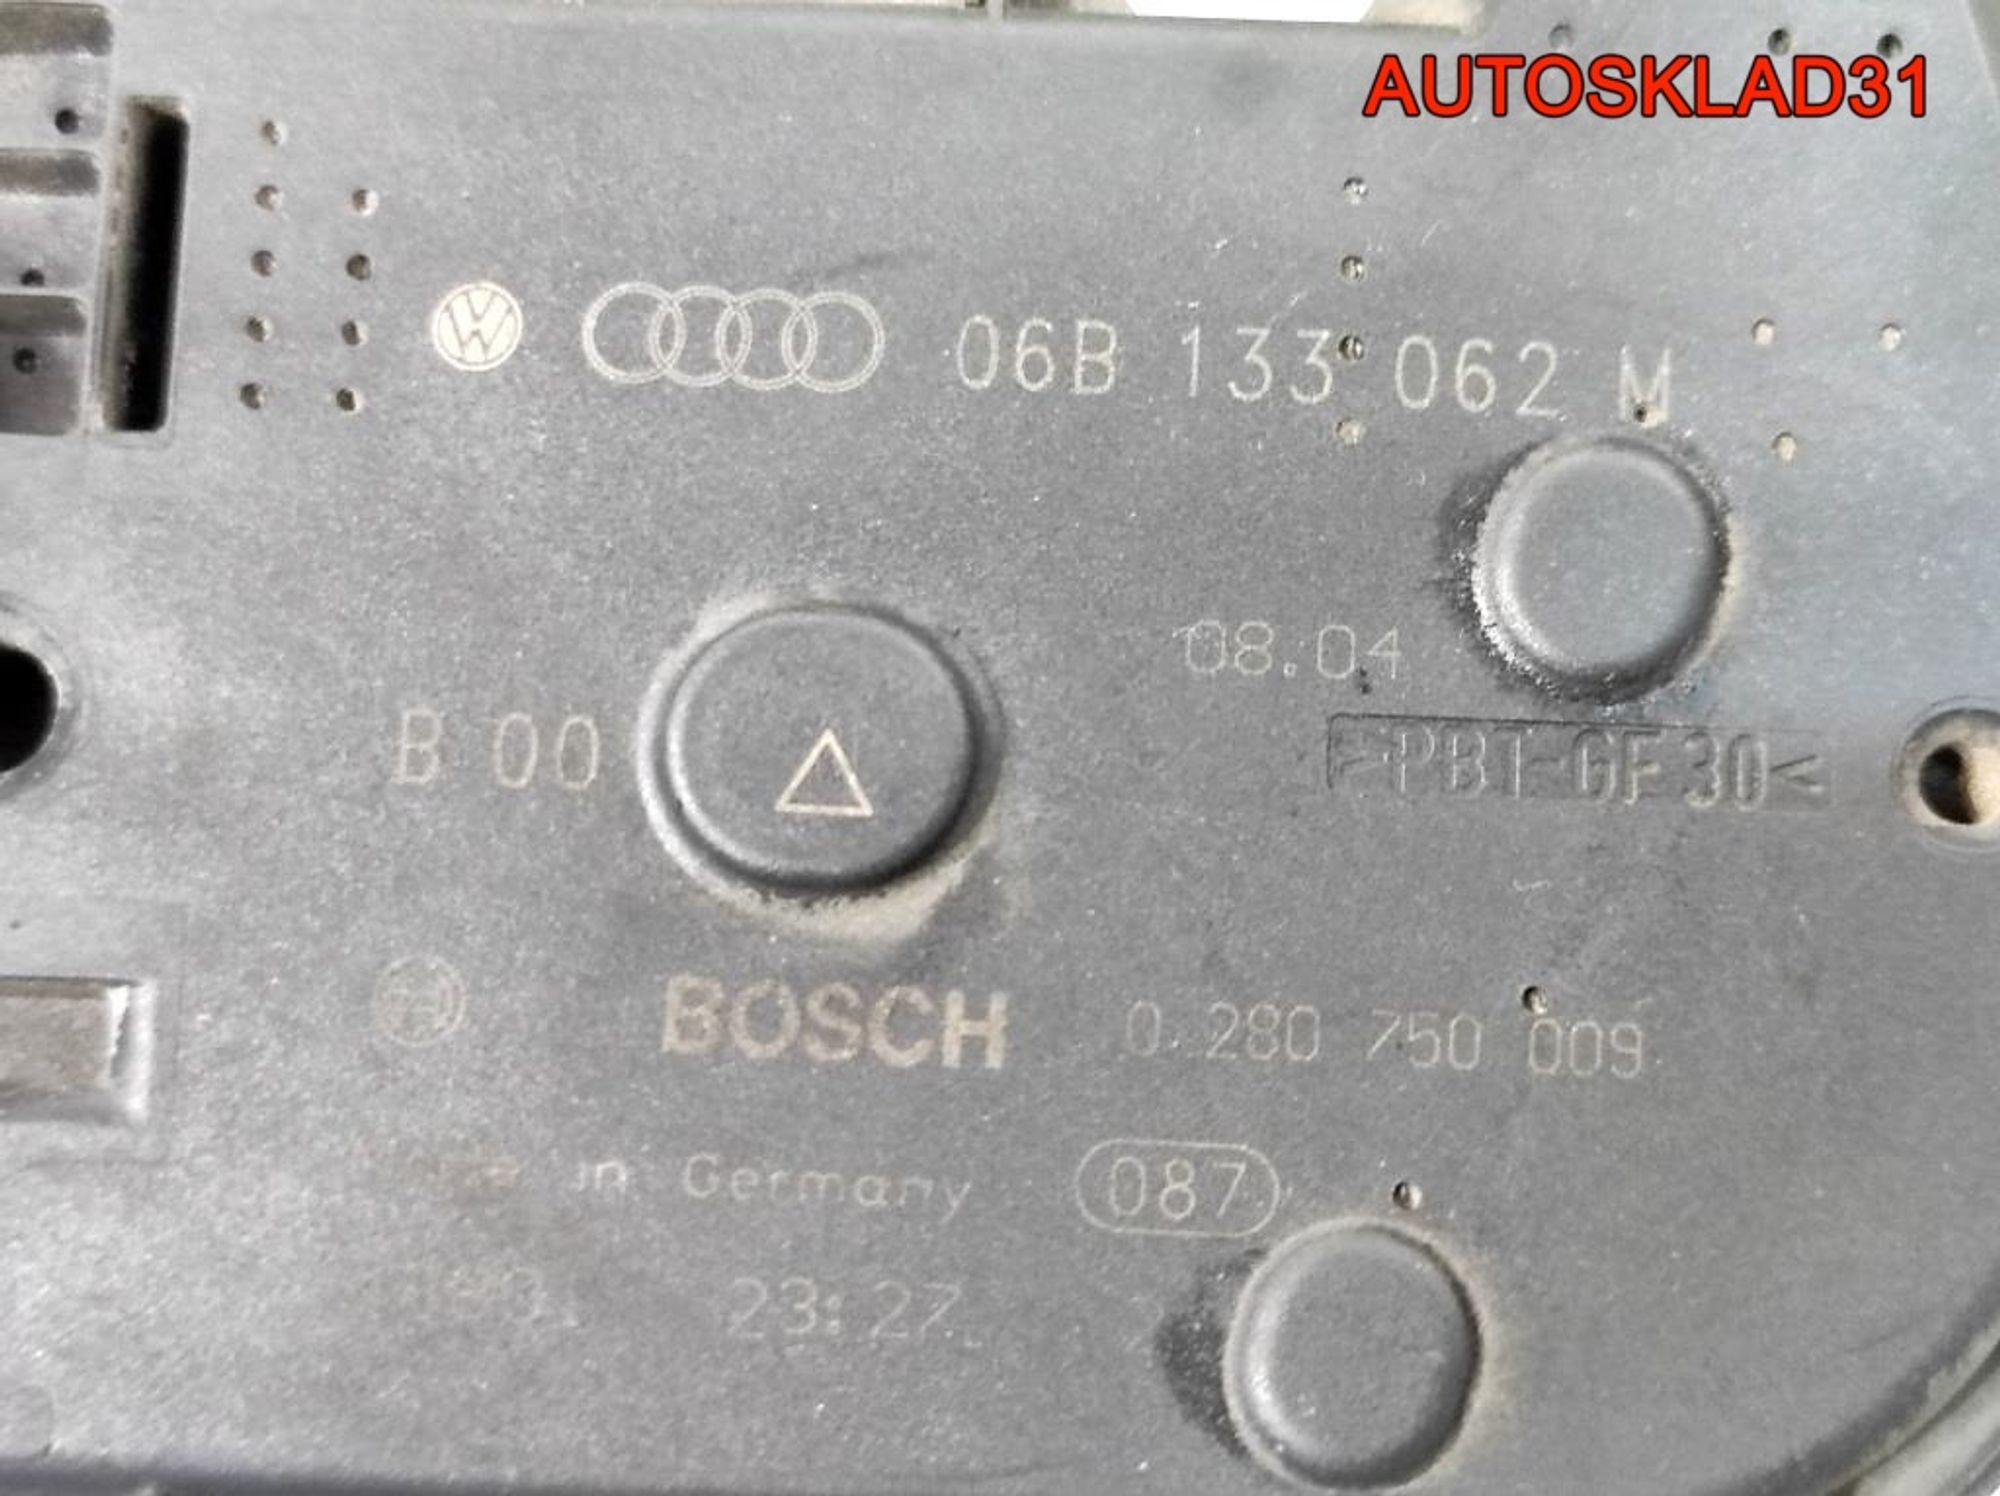 AUTOSKLAD31
06B 133 062 M
08.04
B 00
>PBT-GF30<
BOSCH 0 280 750 009
in Germany 087
23:27